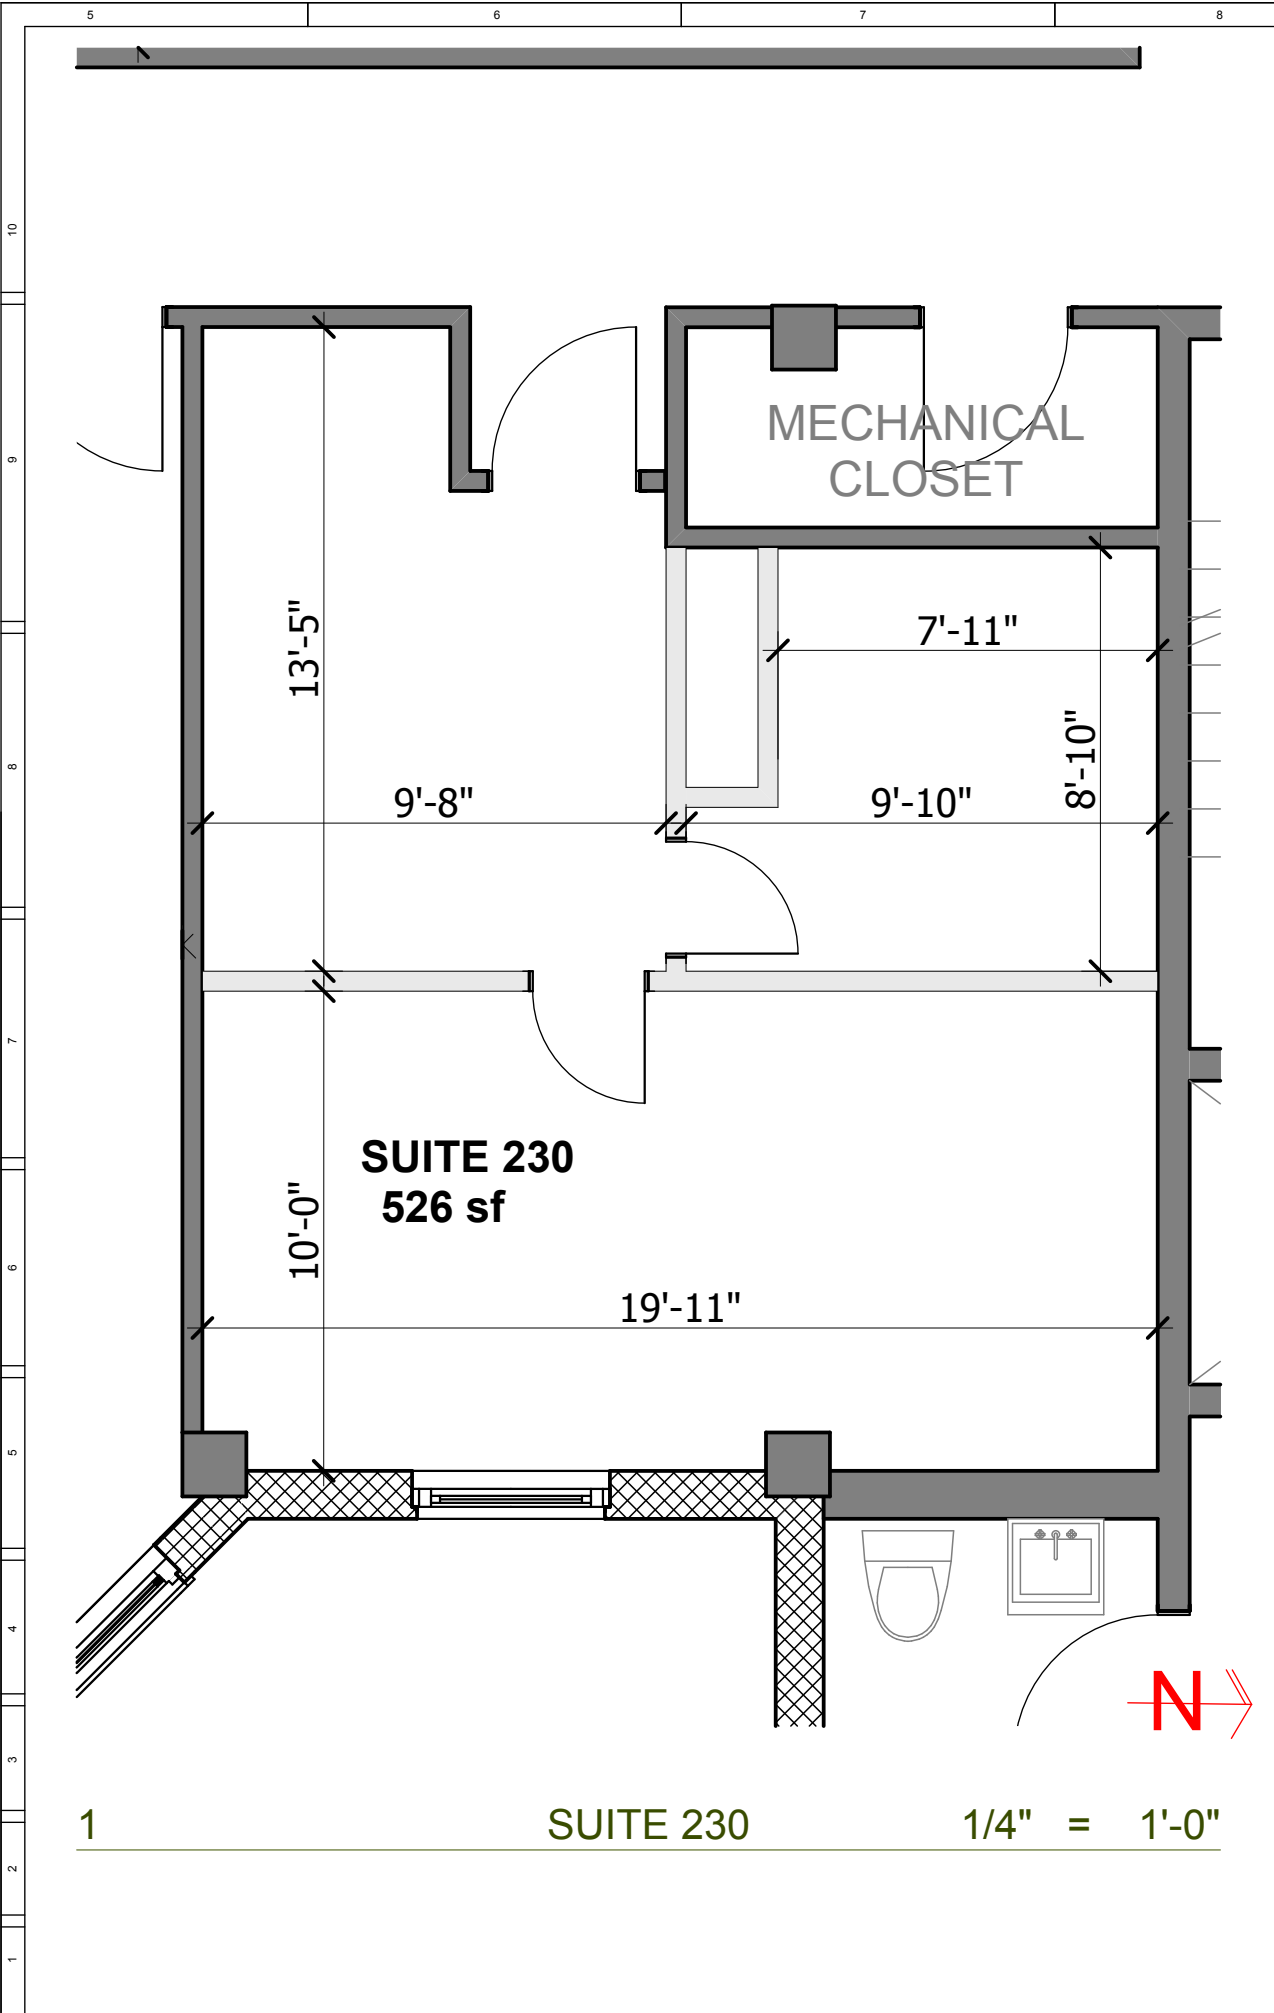 5 6 7 8
10
9
8
7
6
5
4
3
2
1
MECHANICAL
CLOSET
13'-5"
7'-11"
8'-10"
9'-8"
9'-10"
SUITE 230
526 sf
10'-0"
19'-11"
N
1 SUITE 230 1/4" = 1'-0"